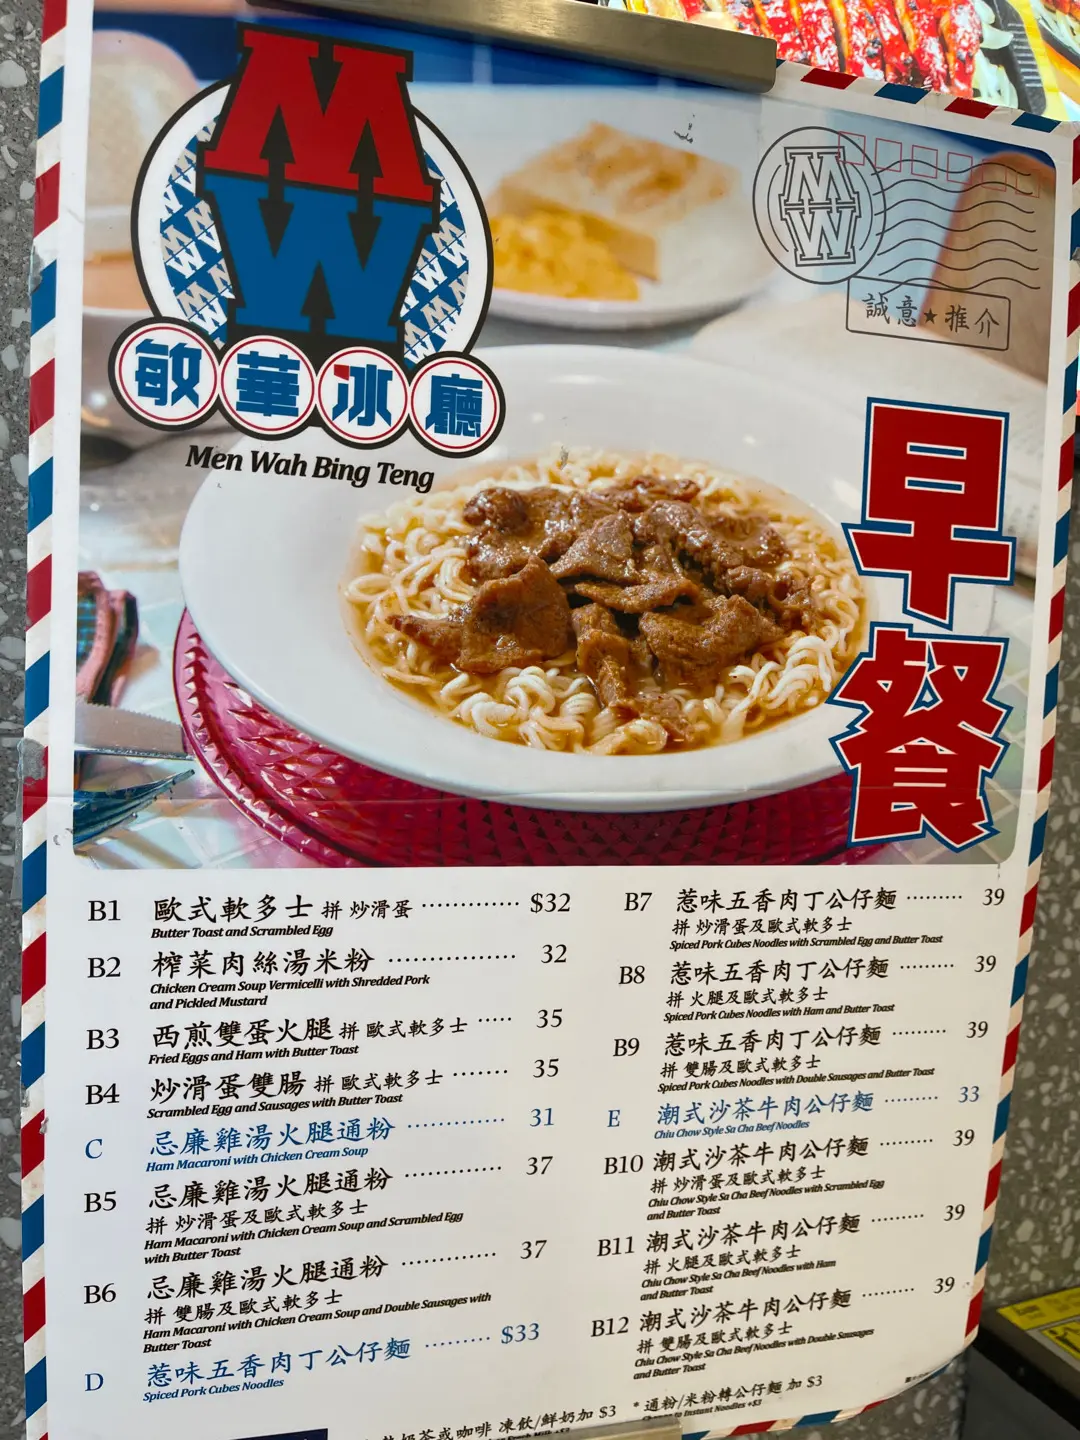 MW
MW
誠意★推介
敏華冰廳
Men Wah Bing Teng
早餐
B1 歐式軟多士 拼 炒滑蛋 ············· $32
Butter Toast and Scrambled Egg
B2 榨菜肉絲湯米粉 ················· 32
Chicken Cream Soup Vermicelli with Shredded Pork
and Pickled Mustard
B3 西煎雙蛋火腿 拼 歐式軟多士 ····· 35
Fried Eggs and Ham with Butter Toast
B4 炒滑蛋雙腸 拼 歐式軟多士 ········ 35
Scrambled Egg and Sausages with Butter Toast
C 忌廉雞湯火腿通粉 ············· 31
Ham Macaroni with Chicken Cream Soup
B5 忌廉雞湯火腿通粉 ············· 37
拼 炒滑蛋及歐式軟多士
Ham Macaroni with Chicken Cream Soup and Scrambled Egg
with Butter Toast
B6 忌廉雞湯火腿通粉 ············· 37
拼 雙腸及歐式軟多士
Ham Macaroni with Chicken Cream Soup and Double Sausages with
Butter Toast
D 惹味五香肉丁公仔麵 ········· $33
Spiced Pork Cubes Noodles
B7 惹味五香肉丁公仔麵 ········· 39
拼 炒滑蛋及歐式軟多士
Spiced Pork Cubes Noodles with Scrambled Egg and Butter Toast
B8 惹味五香肉丁公仔麵 ········· 39
拼 火腿及歐式軟多士
Spiced Pork Cubes Noodles with Ham and Butter Toast
B9 惹味五香肉丁公仔麵 ········· 39
拼 雙腸及歐式軟多士
Spiced Pork Cubes Noodles with Double Sausages and Butter Toast
E 潮式沙茶牛肉公仔麵 ········· 33
Chiu Chow Style Sa Cha Beef Noodles
B10 潮式沙茶牛肉公仔麵 ········· 39
拼 炒滑蛋及歐式軟多士
Chiu Chow Style Sa Cha Beef Noodles with Scrambled Egg
and Butter Toast
B11 潮式沙茶牛肉公仔麵 ········· 39
拼 火腿及歐式軟多士
Chiu Chow Style Sa Cha Beef Noodles with Ham
and Butter Toast
B12 潮式沙茶牛肉公仔麵 ········· 39
拼 雙腸及歐式軟多士
Chiu Chow Style Sa Cha Beef Noodles with Double Sausages
and Butter Toast
奶茶或咖啡 凍飲/鮮奶加 $3
* 通粉/米粉轉公仔麵 加 $3
to Instant Noodles +$3